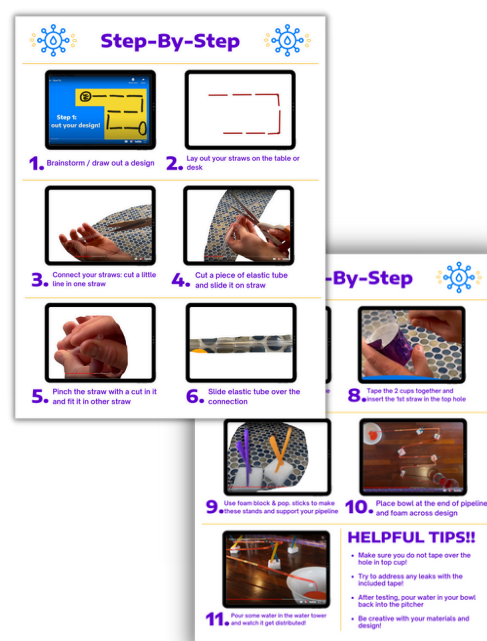 Step-By-Step
Step 1:
out your design!
1. Brainstorm / draw out a design
2. Lay out your straws on the table or
desk
3. Connect your straws: cut a little
line in one straw
4. Cut a piece of elastic tube
and slide it on straw
5. Pinch the straw with a cut in it
and fit it in other straw
6. Slide elastic tube over the
connection
-By-Step
8. Tape the 2 cups together and
insert the 1st straw in the top hole
9. Use foam block & pop. sticks to make
these stands and support your pipeline
10. Place bowl at the end of pipeline
and foam across design
11. Pour some water in the water tower
and watch it get distributed!
HELPFUL TIPS!!
• Make sure you do not tape over the
hole in top cup!
• Try to address any leaks with the
included tape!
• After testing, pour water in your bowl
back into the pitcher
• Be creative with your materials and
design!